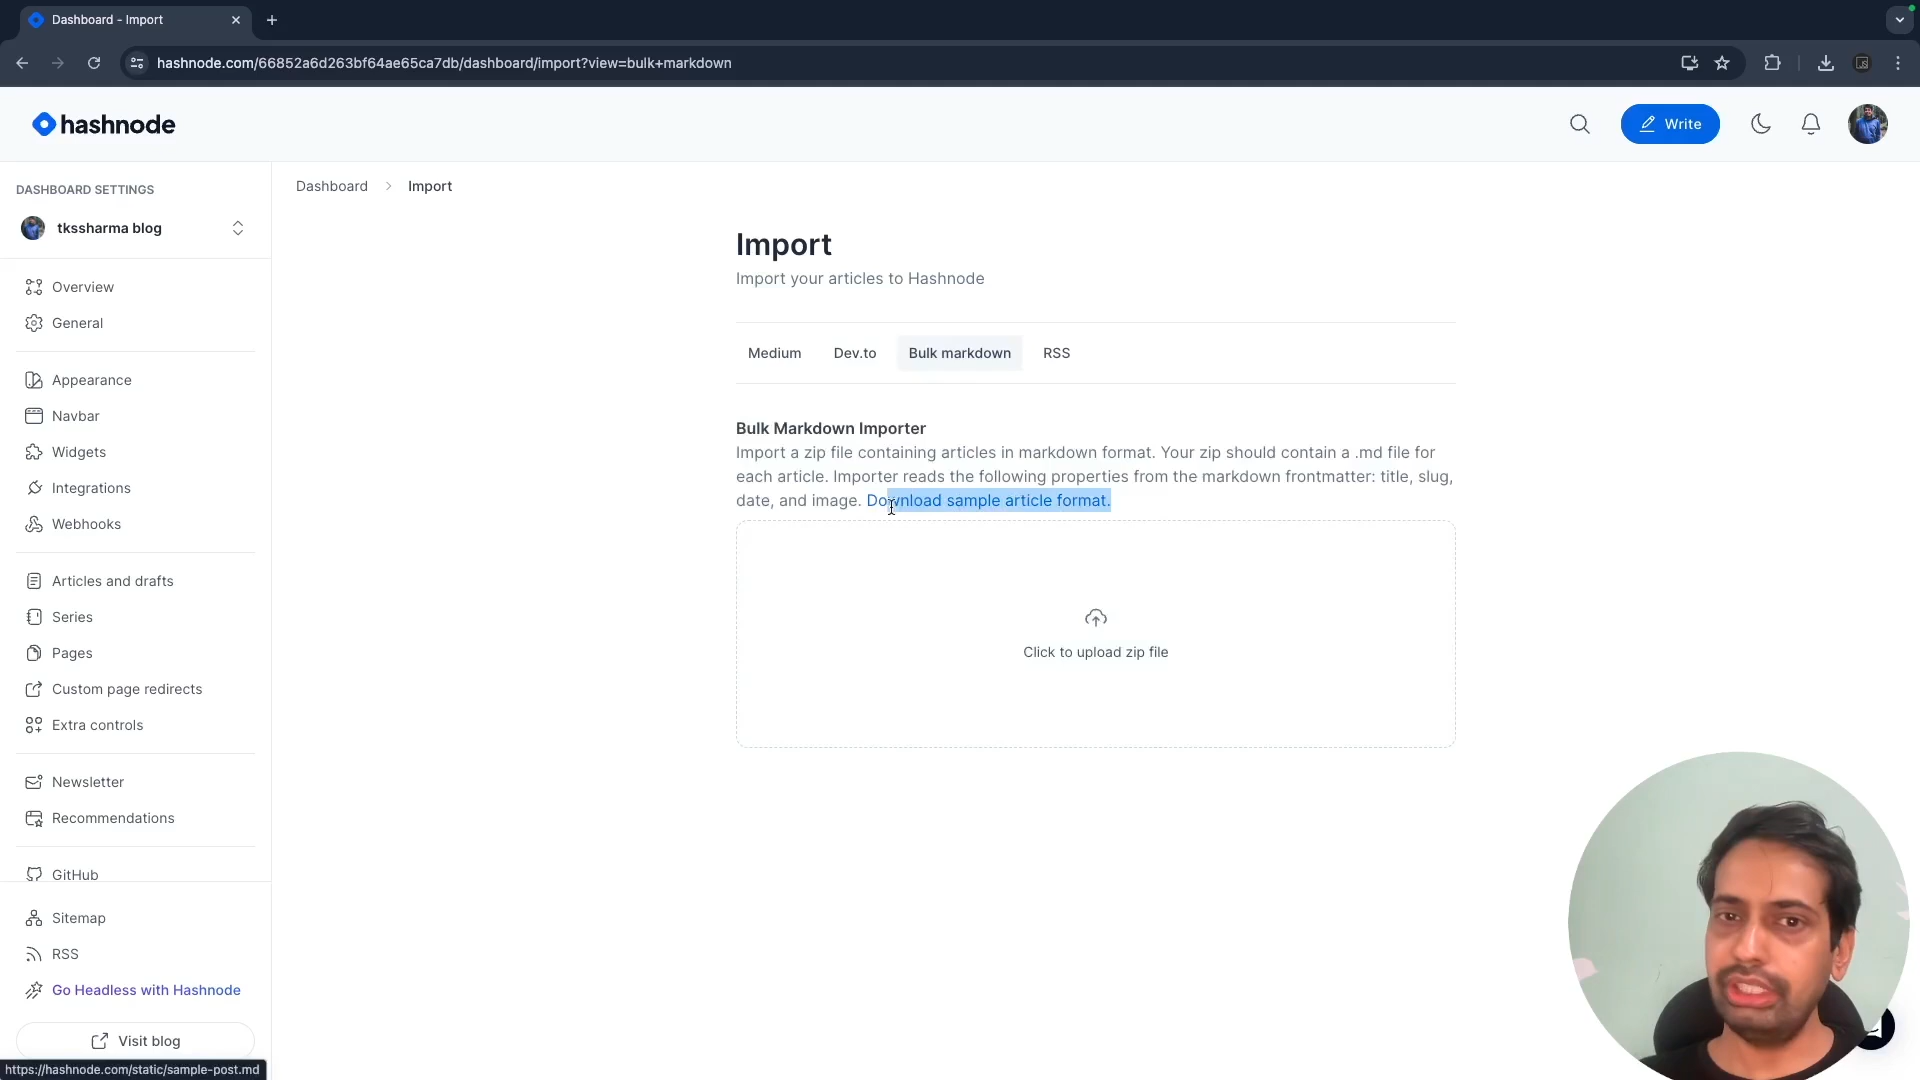 Dashboard - Import
hashnode.com/66852a6d263bf64ae65ca7db/dashboard/import?view=bulk+markdown
hashnode
Write
DASHBOARD SETTINGS
tkssharma blog
Overview
General
Appearance
Navbar
Widgets
Integrations
Webhooks
Articles and drafts
Series
Pages
Custom page redirects
Extra controls
Newsletter
Recommendations
GitHub
Sitemap
RSS
Go Headless with Hashnode
Visit blog
https://hashnode.com/static/sample-post.md
Dashboard > Import
Import
Import your articles to Hashnode
Medium Dev.to Bulk markdown RSS
Bulk Markdown Importer
Import a zip file containing articles in markdown format. Your zip should contain a .md file for
each article. Importer reads the following properties from the markdown frontmatter: title, slug,
date, and image. Download sample article format.
Click to upload zip file